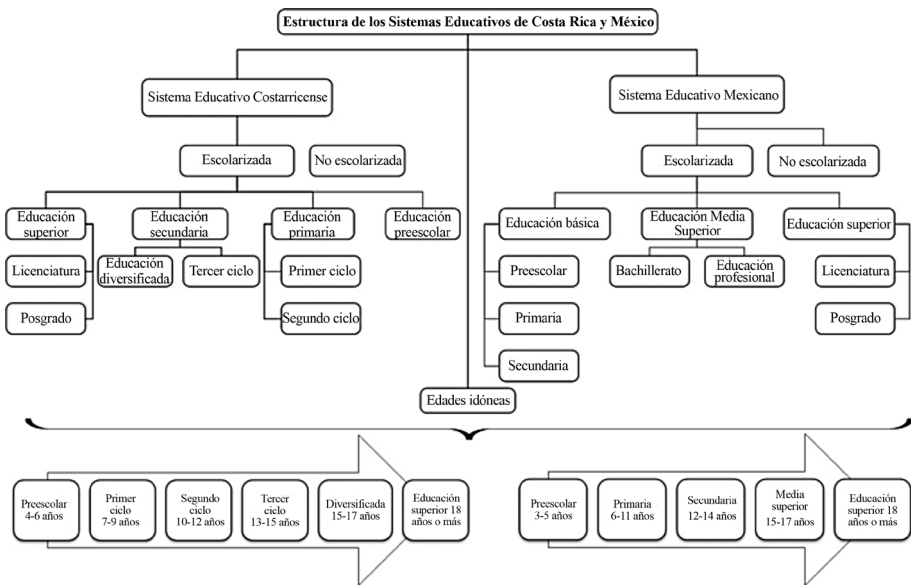 Estructura de los Sistemas Educativos de Costa Rica y México
Sistema Educativo Costarricense
Sistema Educativo Mexicano
Escolarizada
No escolarizada
Escolarizada
No escolarizada
Educación
superior
Educación
secundaria
Educación
primaria
Educación
preescolar
Educación básica
Educación Media
Superior
Educación superior
Licenciatura
Educación
diversificada
Tercer ciclo
Primer ciclo
Preescolar
Bachillerato
Educación
profesional
Licenciatura
Posgrado
Segundo ciclo
Primaria
Posgrado
Secundaria
Edades idóneas
Preescolar
4-6 años
Primer
ciclo
7-9 años
Segundo
ciclo
10-12 años
Tercer
ciclo
13-15 años
Diversificada
15-17 años
Educación
superior 18
años o más
Preescolar
3-5 años
Primaria
6-11 años
Secundaria
12-14 años
Media
superior
15-17 años
Educación
superior 18
años o más